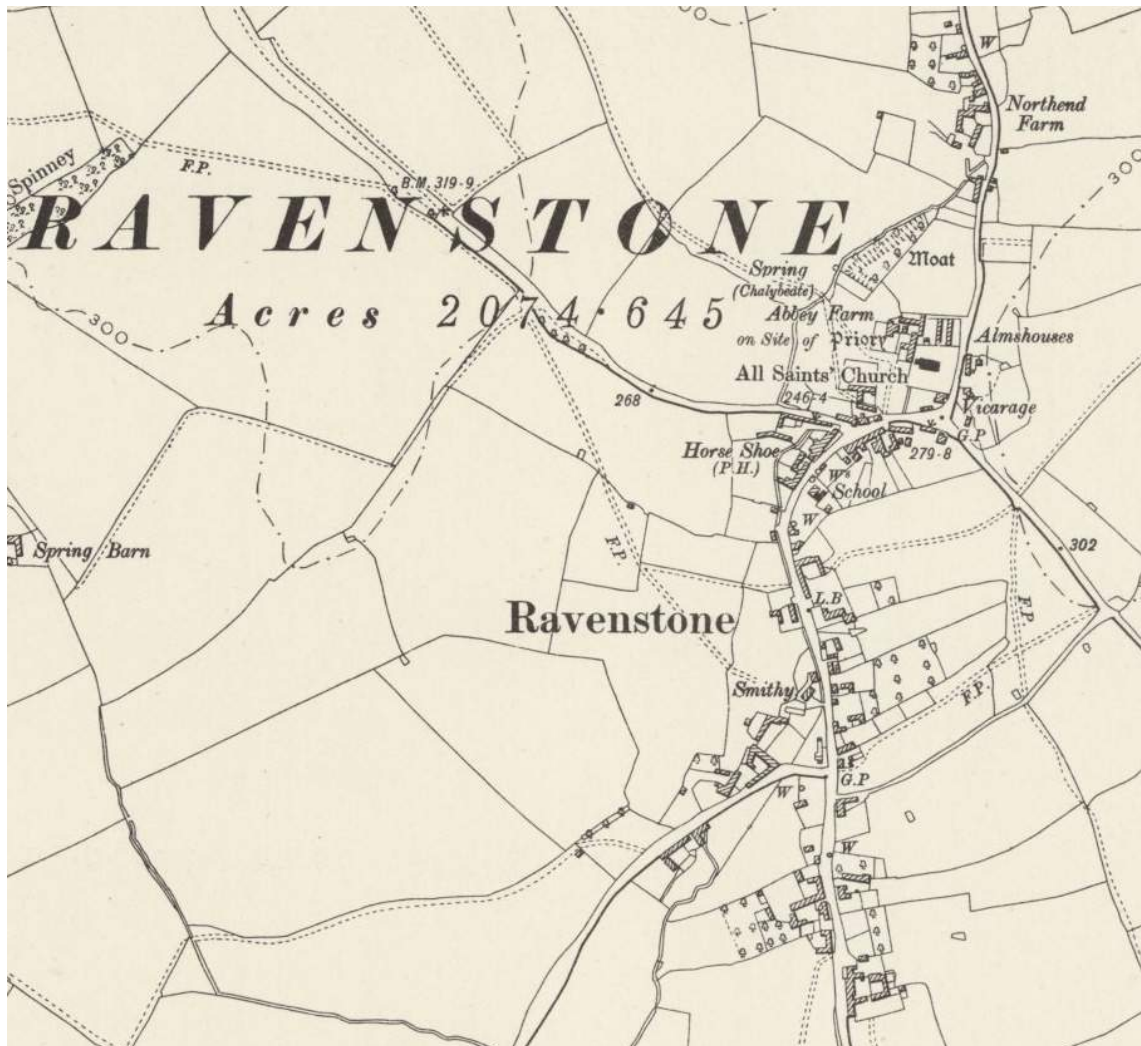 300
W
Northend
Farm
Spinney
F.P.
B.M. 319·9
300
RAVENSTONE
Moat
Spring
(Chalybeate)
Acres 2074·645
Abbey Farm
on Site of Priory
Almshouses
300
All Saints' Church
268
246·4
Vicarage
G.P
Horse Shoe
(P.H.)
279·8
Ws
School
W
Spring Barn
F.P.
302
L.B
F.P.
Ravenstone
Smithy
F.P.
G.P
W
W